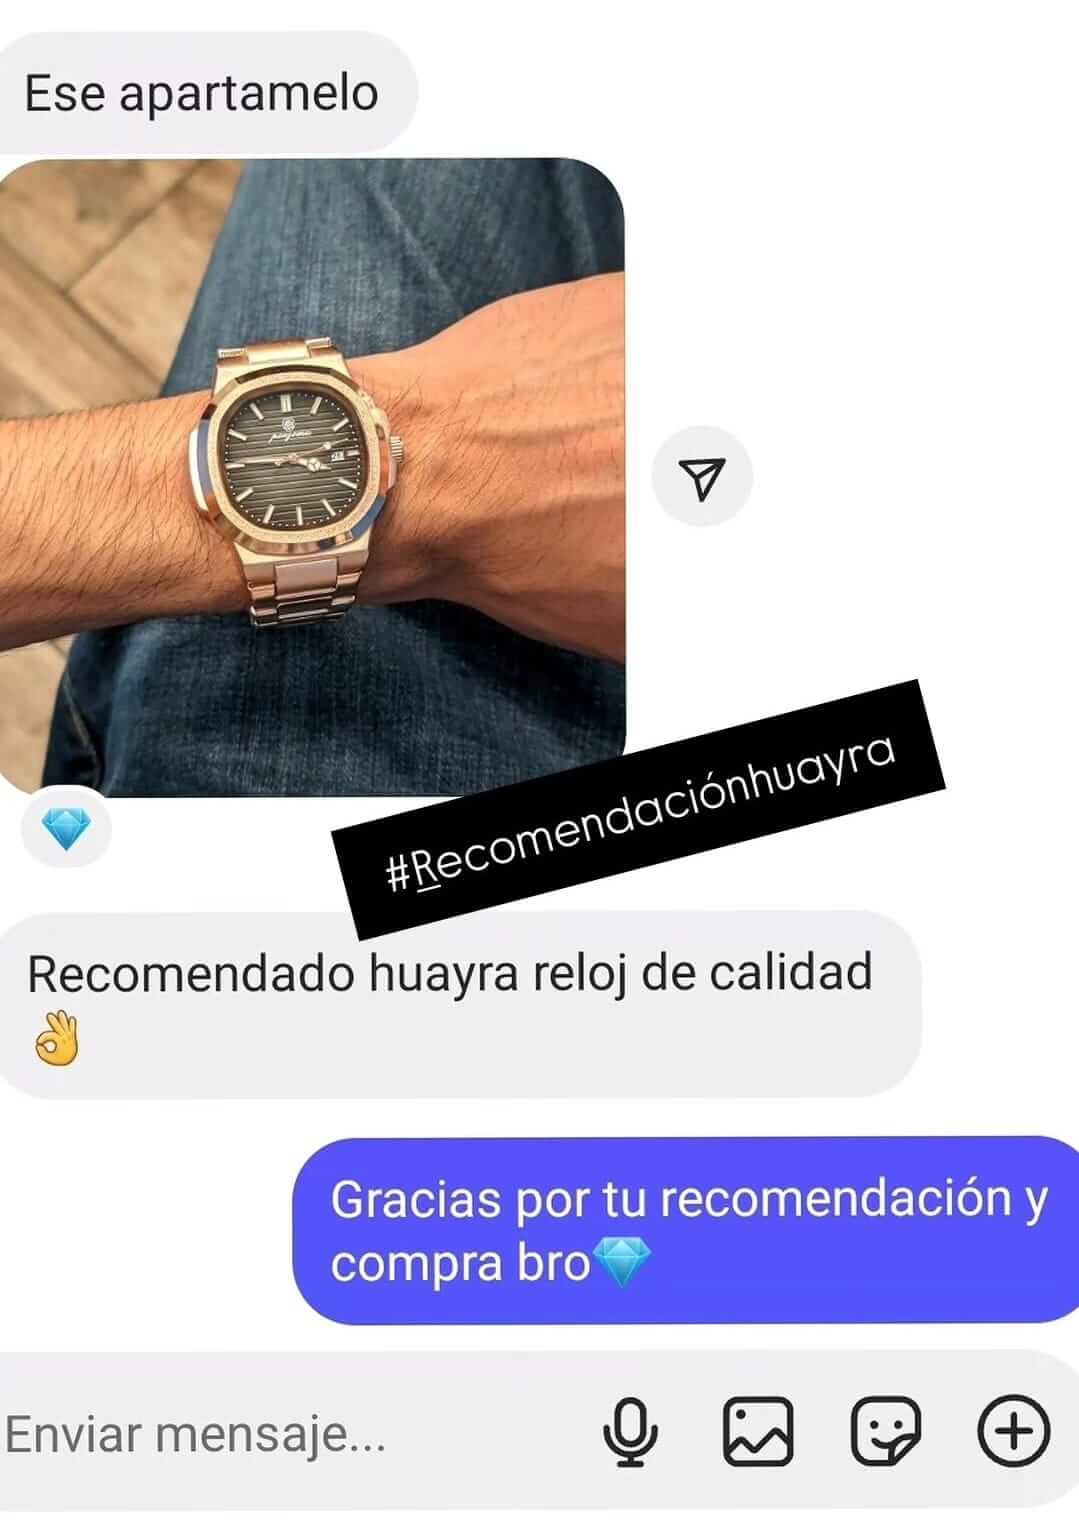 Ese apartamelo
#Recomendaciónhuayra
Recomendado huayra reloj de calidad
👌
Gracias por tu recomendación y
compra bro💎
Enviar mensaje...